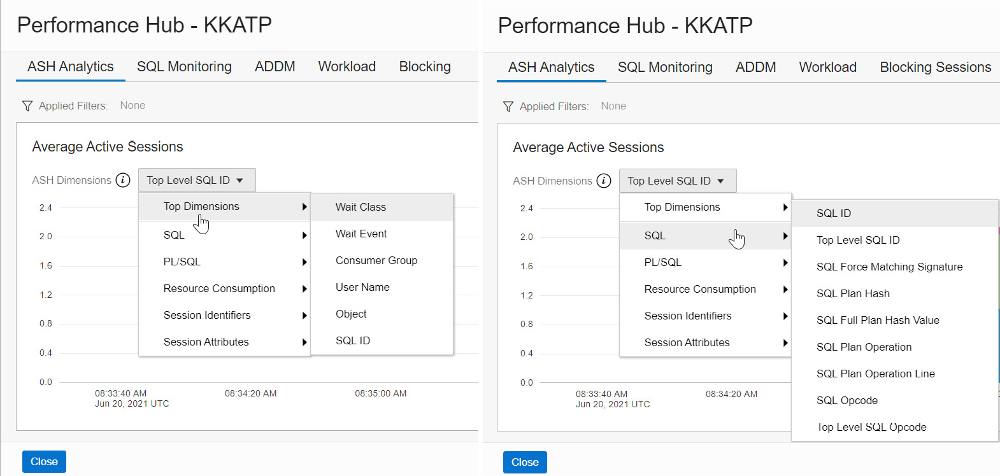 Performance Hub - KKATP
ASH Analytics SQL Monitoring ADDM Workload Blocking
Applied Filters: None
Average Active Sessions
ASH Dimensions i Top Level SQL ID
Top Dimensions
SQL
PL/SQL
Resource Consumption
Session Identifiers
Session Attributes
Wait Class
Wait Event
Consumer Group
User Name
Object
SQL ID
2.4
2.0
1.6
1.2
0.8
0.4
0.0
08:33:40 AM 08:34:20 AM 08:35:00 AM
Jun 20, 2021 UTC
Close
Performance Hub - KKATP
ASH Analytics SQL Monitoring ADDM Workload Blocking Sessions
Applied Filters: None
Average Active Sessions
ASH Dimensions i Top Level SQL ID
Top Dimensions
SQL
PL/SQL
Resource Consumption
Session Identifiers
Session Attributes
SQL ID
Top Level SQL ID
SQL Force Matching Signature
SQL Plan Hash
SQL Full Plan Hash Value
SQL Plan Operation
SQL Plan Operation Line
SQL Opcode
Top Level SQL Opcode
2.4
2.0
1.6
1.2
0.8
0.4
0.0
08:33:40 AM 08:34:20 AM
Jun 20, 2021 UTC
Close